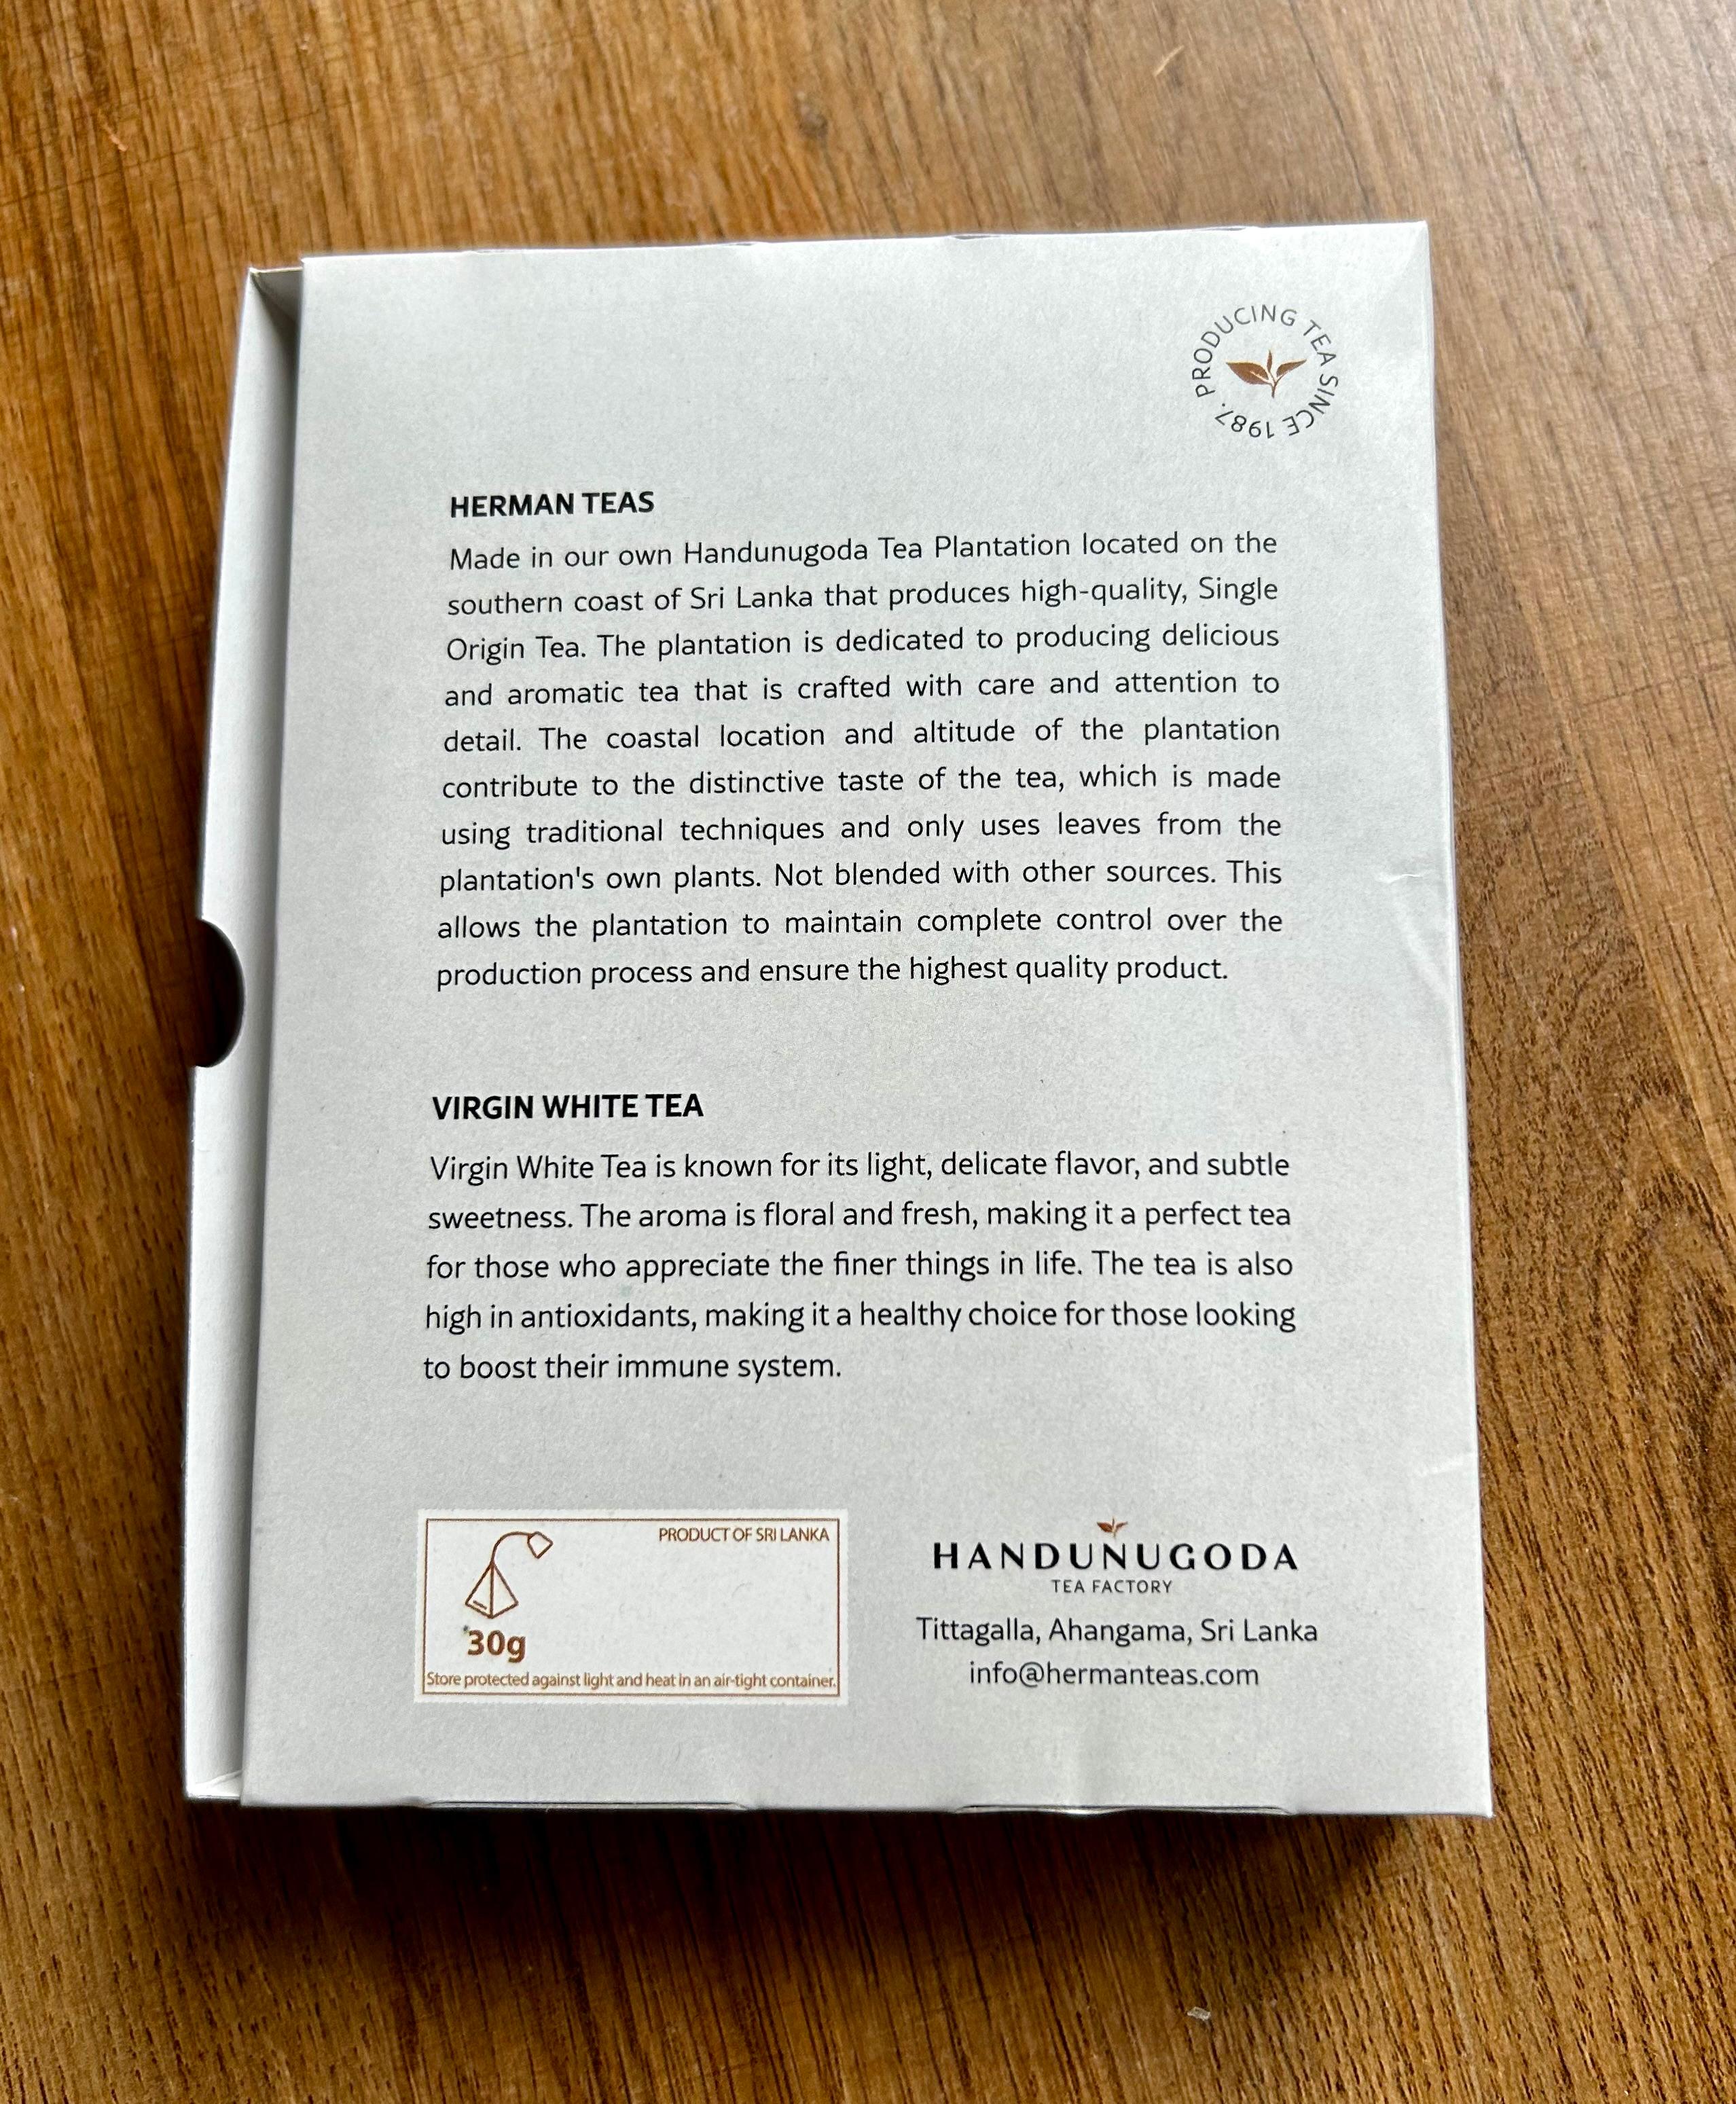 PRODUCING TEA SINCE 1987.
HERMAN TEAS
Made in our own Handunugoda Tea Plantation located on the
southern coast of Sri Lanka that produces high-quality, Single
Origin Tea. The plantation is dedicated to producing delicious
and aromatic tea that is crafted with care and attention to
detail. The coastal location and altitude of the plantation
contribute to the distinctive taste of the tea, which is made
using traditional techniques and only uses leaves from the
plantation's own plants. Not blended with other sources. This
allows the plantation to maintain complete control over the
production process and ensure the highest quality product.
VIRGIN WHITE TEA
Virgin White Tea is known for its light, delicate flavor, and subtle
sweetness. The aroma is floral and fresh, making it a perfect tea
for those who appreciate the finer things in life. The tea is also
high in antioxidants, making it a healthy choice for those looking
to boost their immune system.
PRODUCT OF SRI LANKA
30g
Store protected against light and heat in an air-tight container.
HANDUNUGODA
TEA FACTORY
Tittagalla, Ahangama, Sri Lanka
info@hermanteas.com